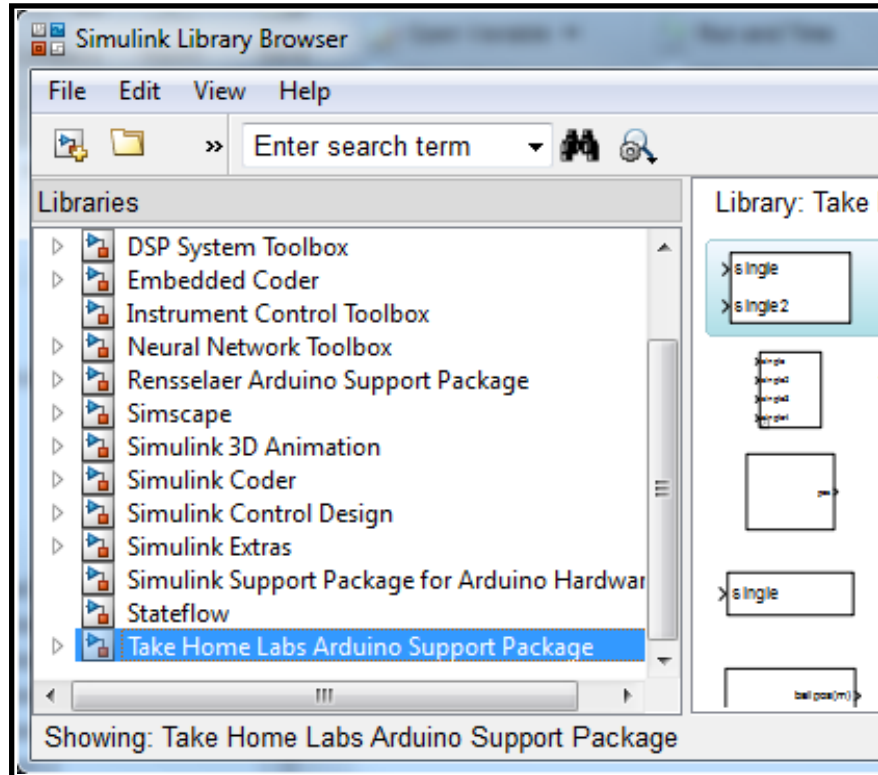 Simulink Library Browser
File Edit View Help
» Enter search term
Libraries
DSP System Toolbox
Embedded Coder
Instrument Control Toolbox
Neural Network Toolbox
Rensselaer Arduino Support Package
Simscape
Simulink 3D Animation
Simulink Coder
Simulink Control Design
Simulink Extras
Simulink Support Package for Arduino Hardwar
Stateflow
Take Home Labs Arduino Support Package
Library: Take
single
single2
single
ball pos(m)
Showing: Take Home Labs Arduino Support Package